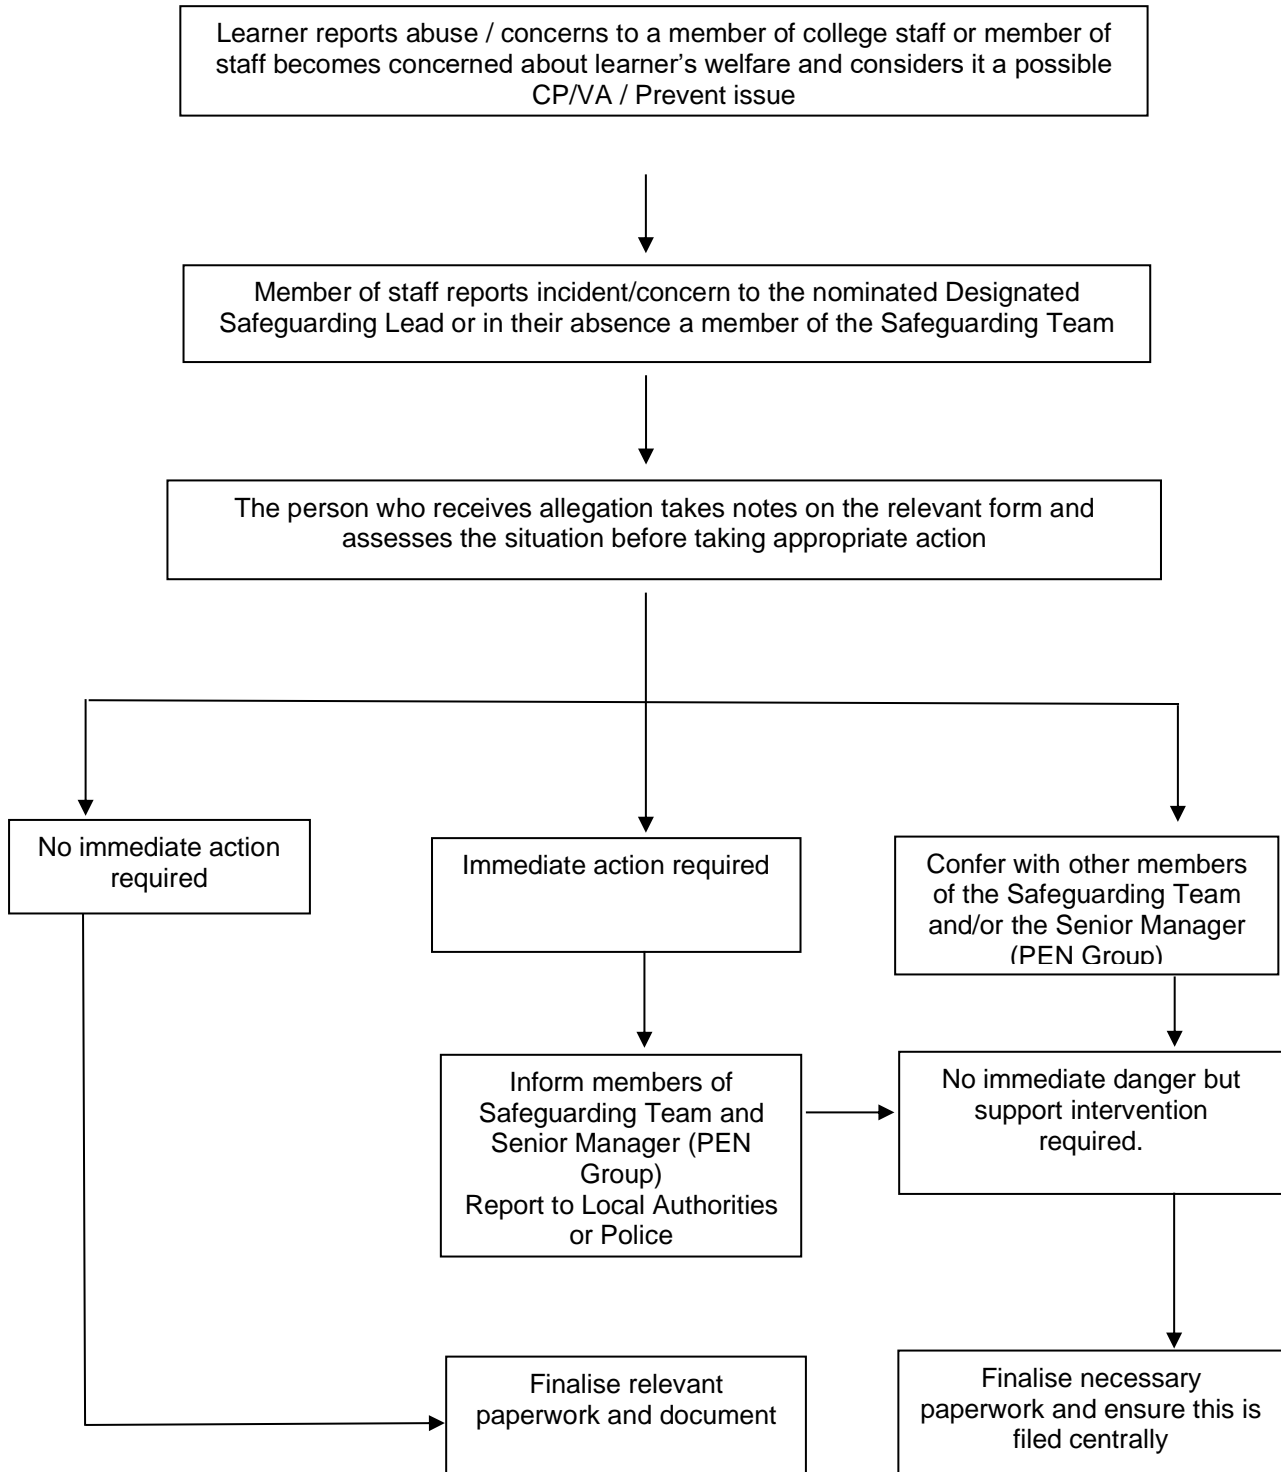 Learner reports abuse / concerns to a member of college staff or member of
staff becomes concerned about learner's welfare and considers it a possible
CP/VA / Prevent issue
Member of staff reports incident/concern to the nominated Designated
Safeguarding Lead or in their absence a member of the Safeguarding Team
The person who receives allegation takes notes on the relevant form and
assesses the situation before taking appropriate action
No immediate action
required
Immediate action required
Confer with other members
of the Safeguarding Team
and/or the Senior Manager
(PEN Group)
Inform members of
Safeguarding Team and
Senior Manager (PEN
Group)
Report to Local Authorities
or Police
No immediate danger but
support intervention
required.
Finalise relevant
paperwork and document
Finalise necessary
paperwork and ensure this is
filed centrally